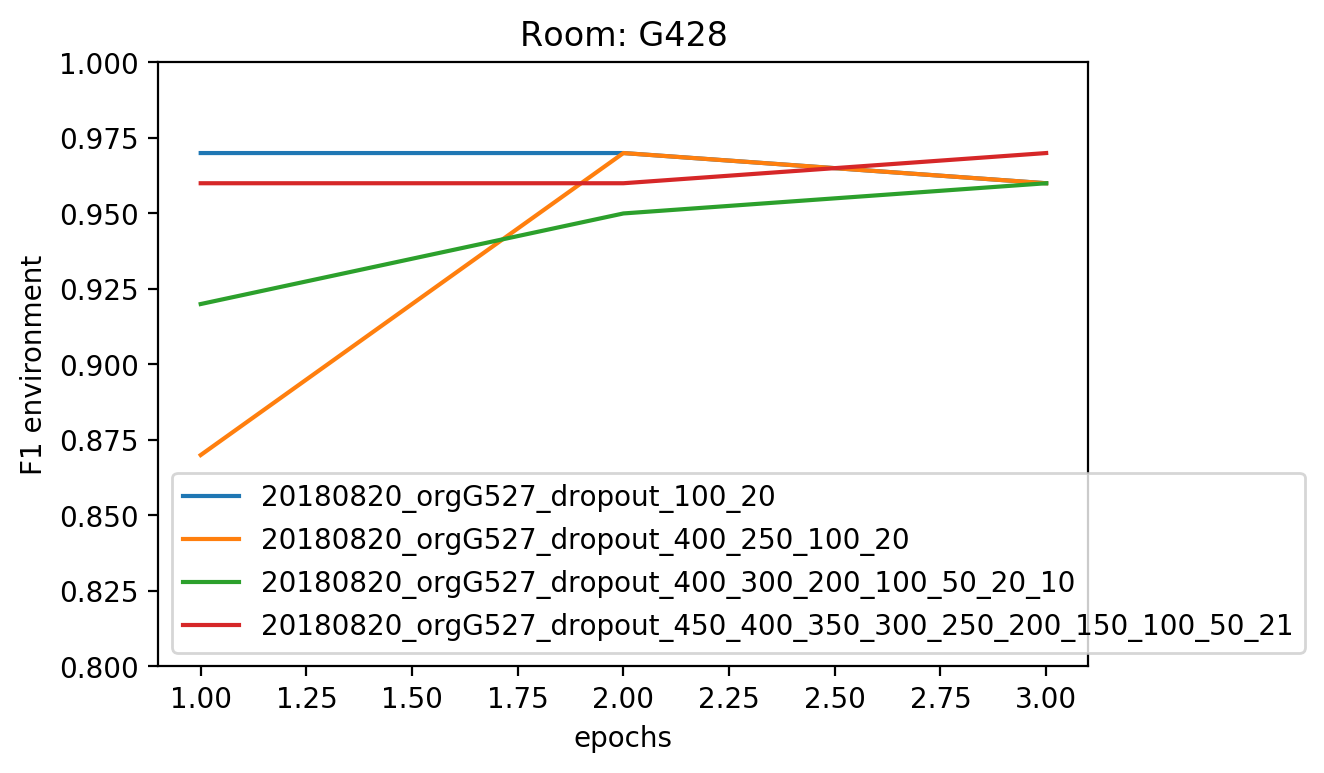 Room: G428
1.000
0.975
0.950
0.925
0.900
0.875
0.850
0.825
0.800
F1 environment
20180820_orgG527_dropout_100_20
20180820_orgG527_dropout_400_250_100_20
20180820_orgG527_dropout_400_300_200_100_50_20_10
20180820_orgG527_dropout_450_400_350_300_250_200_150_100_50_21
1.00 1.25 1.50 1.75 2.00 2.25 2.50 2.75 3.00
epochs